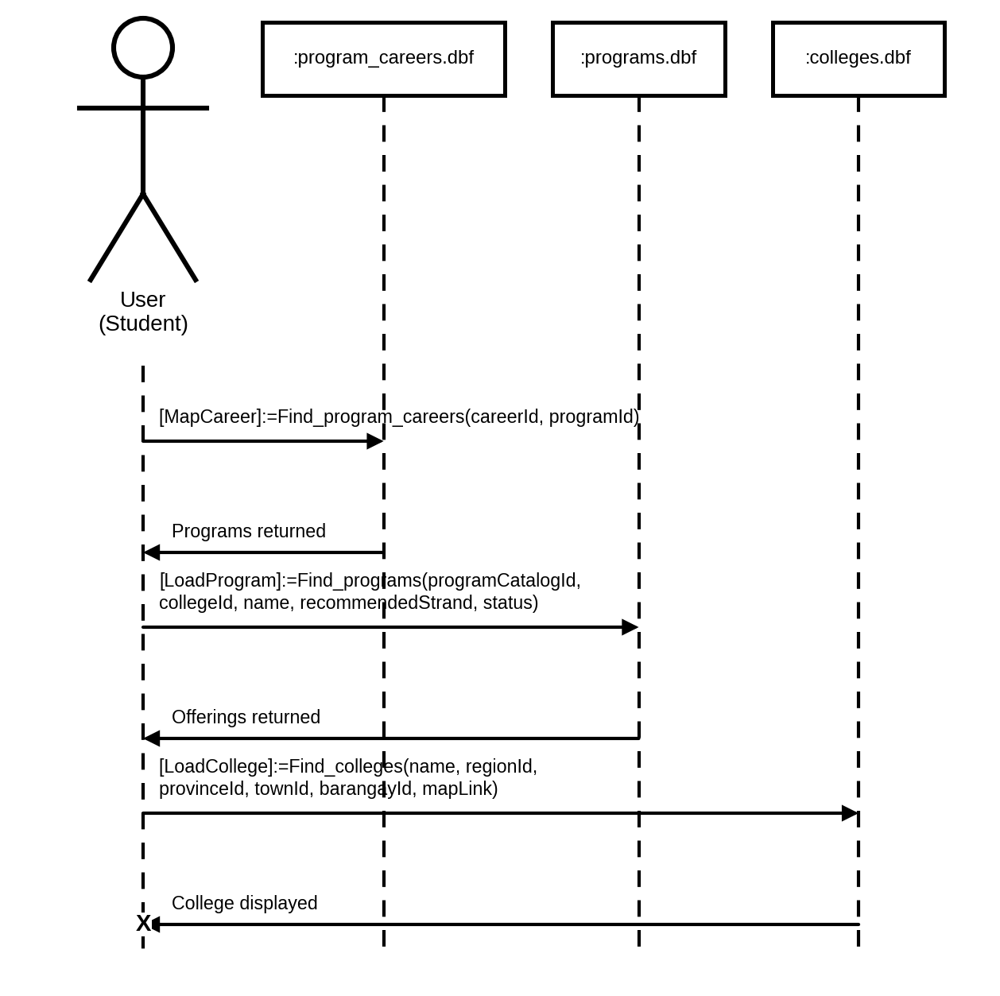 :program_careers.dbf
:programs.dbf
:colleges.dbf
User
(Student)
[MapCareer]:=Find_program_careers(careerId, programId)
Programs returned
[LoadProgram]:=Find_programs(programCatalogId,
collegeId, name, recommendedStrand, status)
Offerings returned
[LoadCollege]:=Find_colleges(name, regionId,
provinceId, townId, barangayId, mapLink)
College displayed
X